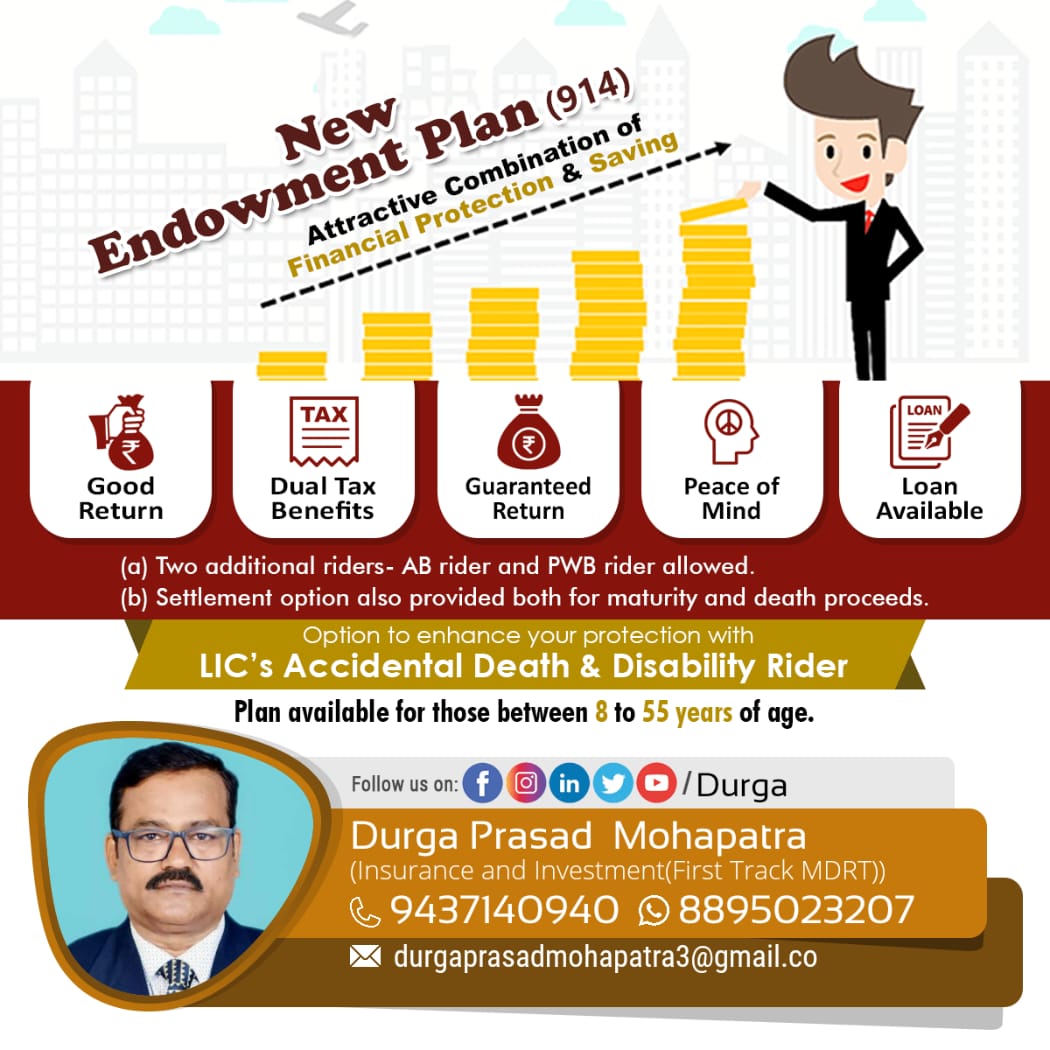 New
Endowment Plan (914)
Attractive Combination of
Financial Protection & Saving
TAX
LOAN
₹
₹
Good
Return
Dual Tax
Benefits
Guaranteed
Return
Peace of
Mind
Loan
Available
(a) Two additional riders- AB rider and PWB rider allowed.
(b) Settlement option also provided both for maturity and death proceeds.
Option to enhance your protection with
LIC's Accidental Death & Disability Rider
Plan available for those between 8 to 55 years of age.
Follow us on: f in /Durga
Durga Prasad Mohapatra
(Insurance and Investment(First Track MDRT))
9437140940 8895023207
durgaprasadmohapatra3@gmail.co